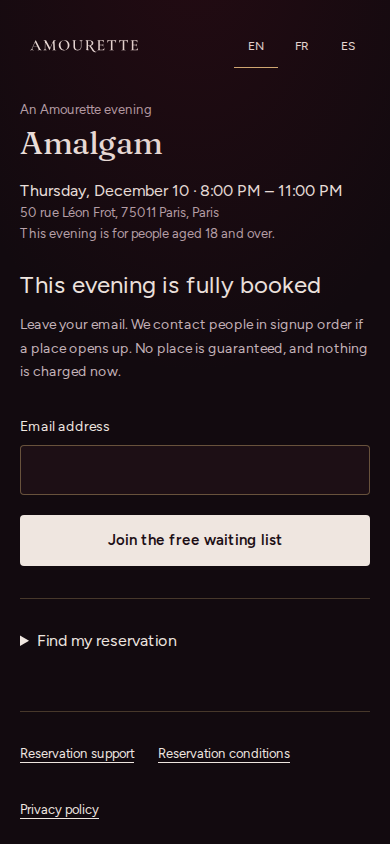 AMOURETTE
EN FR ES
An Amourette evening
Amalgam
Thursday, December 10 · 8:00 PM – 11:00 PM
50 rue Léon Frot, 75011 Paris, Paris
This evening is for people aged 18 and over.
This evening is fully booked
Leave your email. We contact people in signup order if
a place opens up. No place is guaranteed, and nothing
is charged now.
Email address
Join the free waiting list
Find my reservation
Reservation support Reservation conditions
Privacy policy